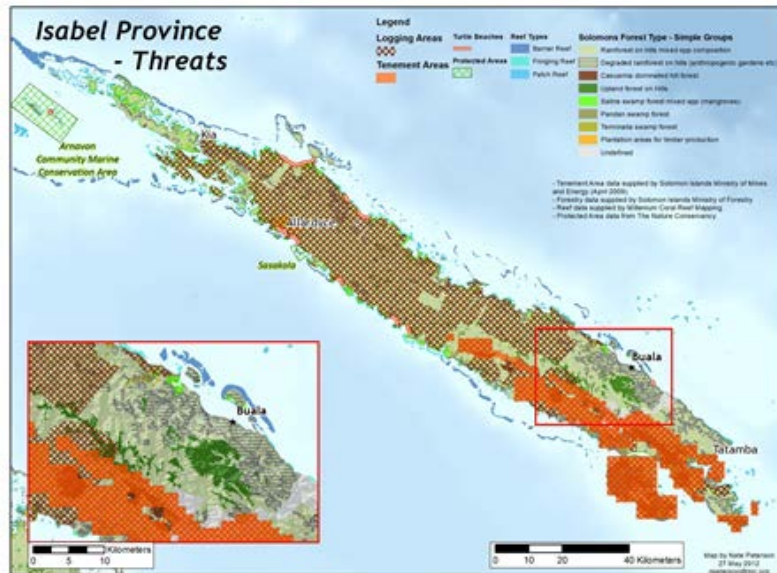 Isabel Province
- Threats
Legend
Logging Areas
Tenement Areas
Turtle Beaches
Protected Areas
Reef Types
Barrier Reef
Fringing Reef
Patch Reef
Solomons Forest Type - Simple Groups
Rainforest on hills mixed spp composition
Degraded rainforest on hills (anthropogenic gardens etc)
Casuarina dominated hill forest
Upland forest on hills
Saline swamp forest mixed spp (mangroves)
Pandan swamp forest
Terminalia swamp forest
Plantation areas for timber production
Undefined
- Tenement Area data supplied by Solomon Islands Ministry of Mines
and Energy (April 2009)
- Forestry data supplied by Solomon Islands Ministry of Forestry
- Reef data supplied by Millenium Coral Reef Mapping
- Protected Area data from The Nature Conservancy
Arnavon
Community Marine
Conservation Area
Kia
Allardyce
Sasakola
Buala
Tatamba
Buala
Kilometers
0 5 10
Kilometers
0 10 20 40
Map by Nate Peterson
27 May 2012